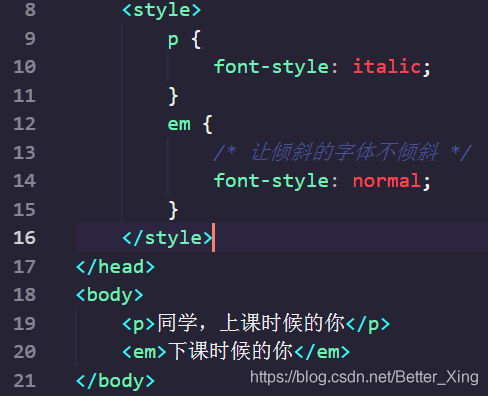 8 <style>
9 p {
10 font-style: italic;
11 }
12 em {
13 /* 让倾斜的字体不倾斜 */
14 font-style: normal;
15 }
16 </style>
17 </head>
18 <body>
19 <p>同学，上课时候的你</p>
20 <em>下课时候的你</em>
21 </body>
https://blog.csdn.net/Better_Xing